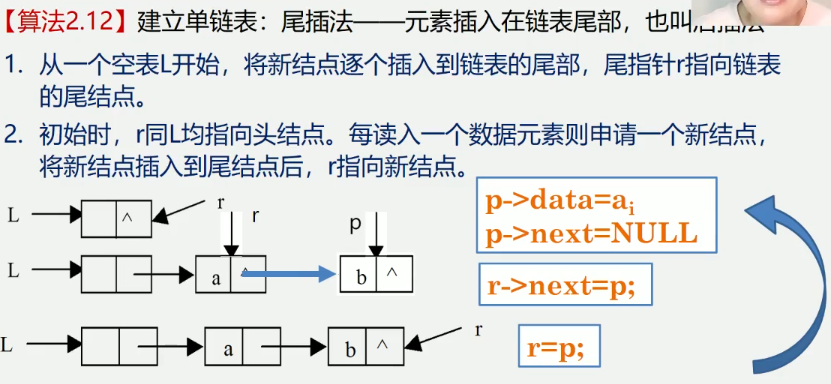 【算法2.12】建立单链表：尾插法——元素插入在链表尾部，也叫后插法
1. 从一个空表L开始，将新结点逐个插入到链表的尾部，尾指针r指向链表
的尾结点。
2. 初始时，r同L均指向头结点。每读入一个数据元素则申请一个新结点，
将新结点插入到尾结点后，r指向新结点。
L ^ r
r p
L a ^ b ^
L a b ^ r
p->data=aᵢ
p->next=NULL
r->next=p;
r=p;